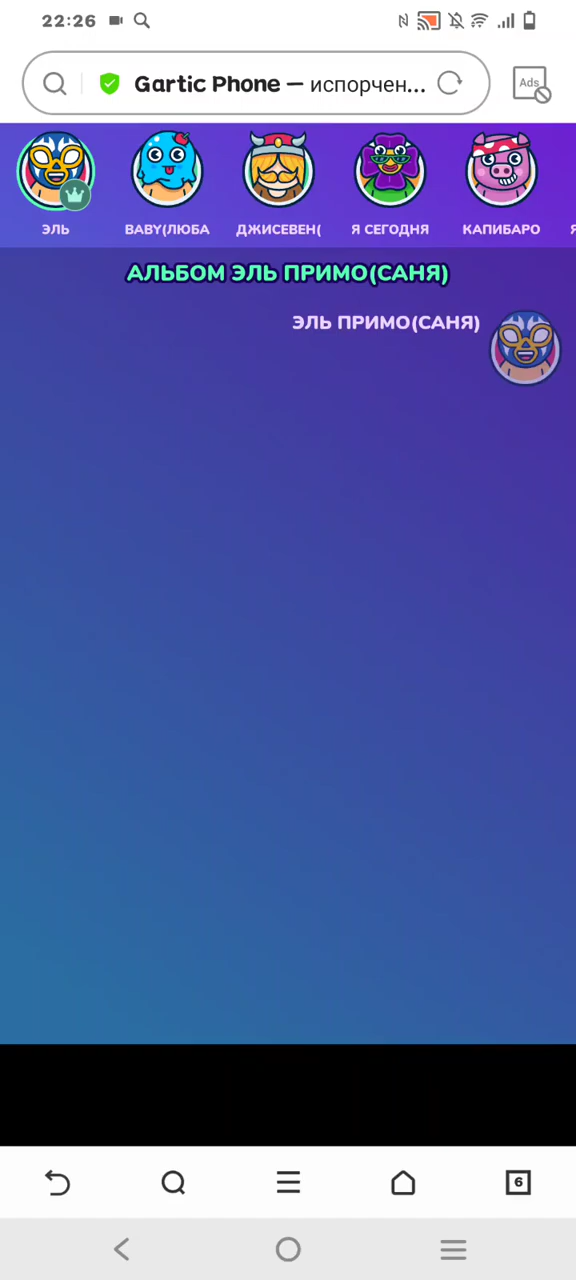 22:26
Gartic Phone — испорчен...
Ads
ЭЛЬ
BABY(ЛЮБА
ДЖИСЕВЕН(
Я СЕГОДНЯ
КАПИБАРО
АЛЬБОМ ЭЛЬ ПРИМО(САНЯ)
ЭЛЬ ПРИМО(САНЯ)
6